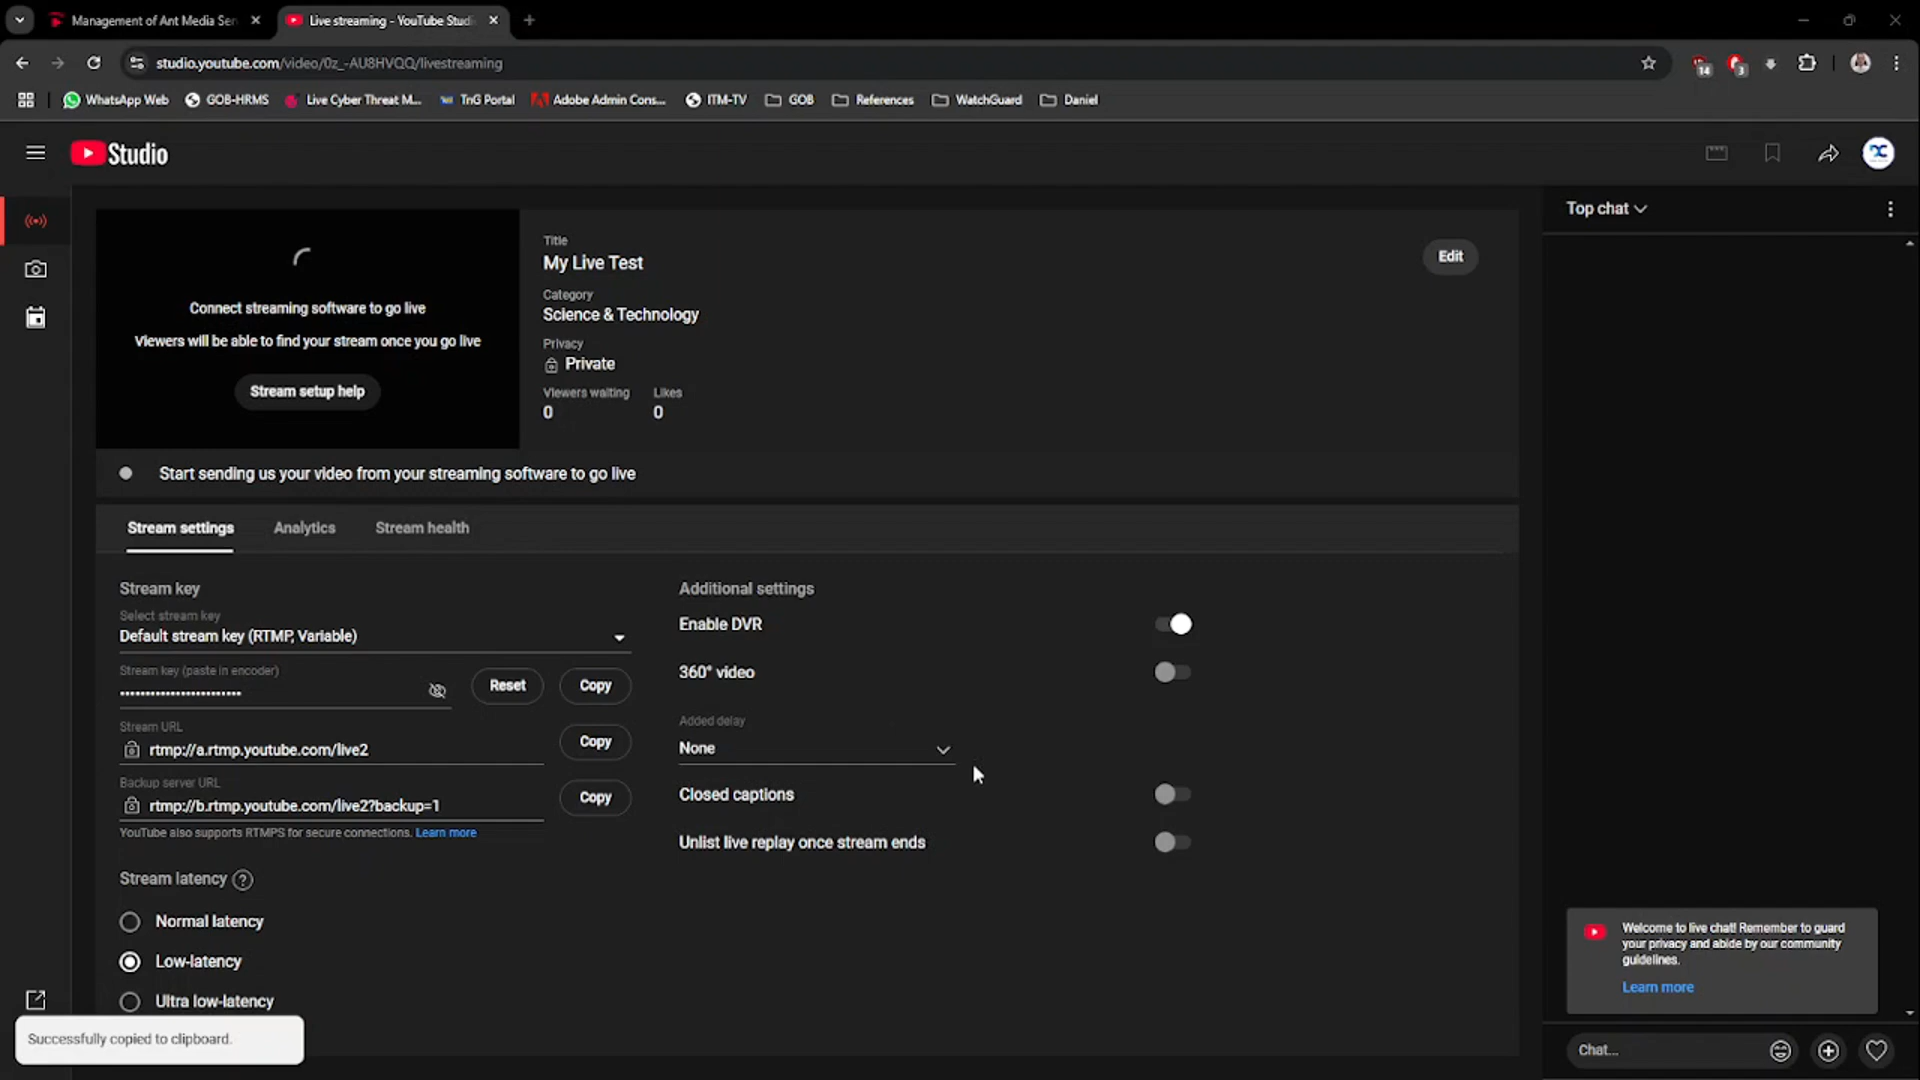 Management of Ant Media Ser
Live streaming - YouTube Studi
studio.youtube.com/video/0z_-AU8HVQQ/livestreaming
14
3
WhatsApp Web
GOB-HRMS
Live Cyber Threat M...
TnG Portal
Adobe Admin Cons...
ITM-TV
GOB
References
WatchGuard
Daniel
Studio
Top chat
Connect streaming software to go live
Viewers will be able to find your stream once you go live
Stream setup help
Title
My Live Test
Edit
Category
Science & Technology
Privacy
Private
Viewers waiting Likes
0 0
Start sending us your video from your streaming software to go live
Stream settings Analytics Stream health
Stream key
Select stream key
Default stream key (RTMP, Variable)
Stream key (paste in encoder)
••••••••••••••••••••••••
Reset Copy
Stream URL
rtmp://a.rtmp.youtube.com/live2
Copy
Backup server URL
rtmp://b.rtmp.youtube.com/live2?backup=1
Copy
YouTube also supports RTMPS for secure connections. Learn more
Stream latency ?
Normal latency
Low-latency
Ultra low-latency
Additional settings
Enable DVR
360° video
Added delay
None
Closed captions
Unlist live replay once stream ends
Welcome to live chat! Remember to guard
your privacy and abide by our community
guidelines.
Learn more
Successfully copied to clipboard.
Chat...